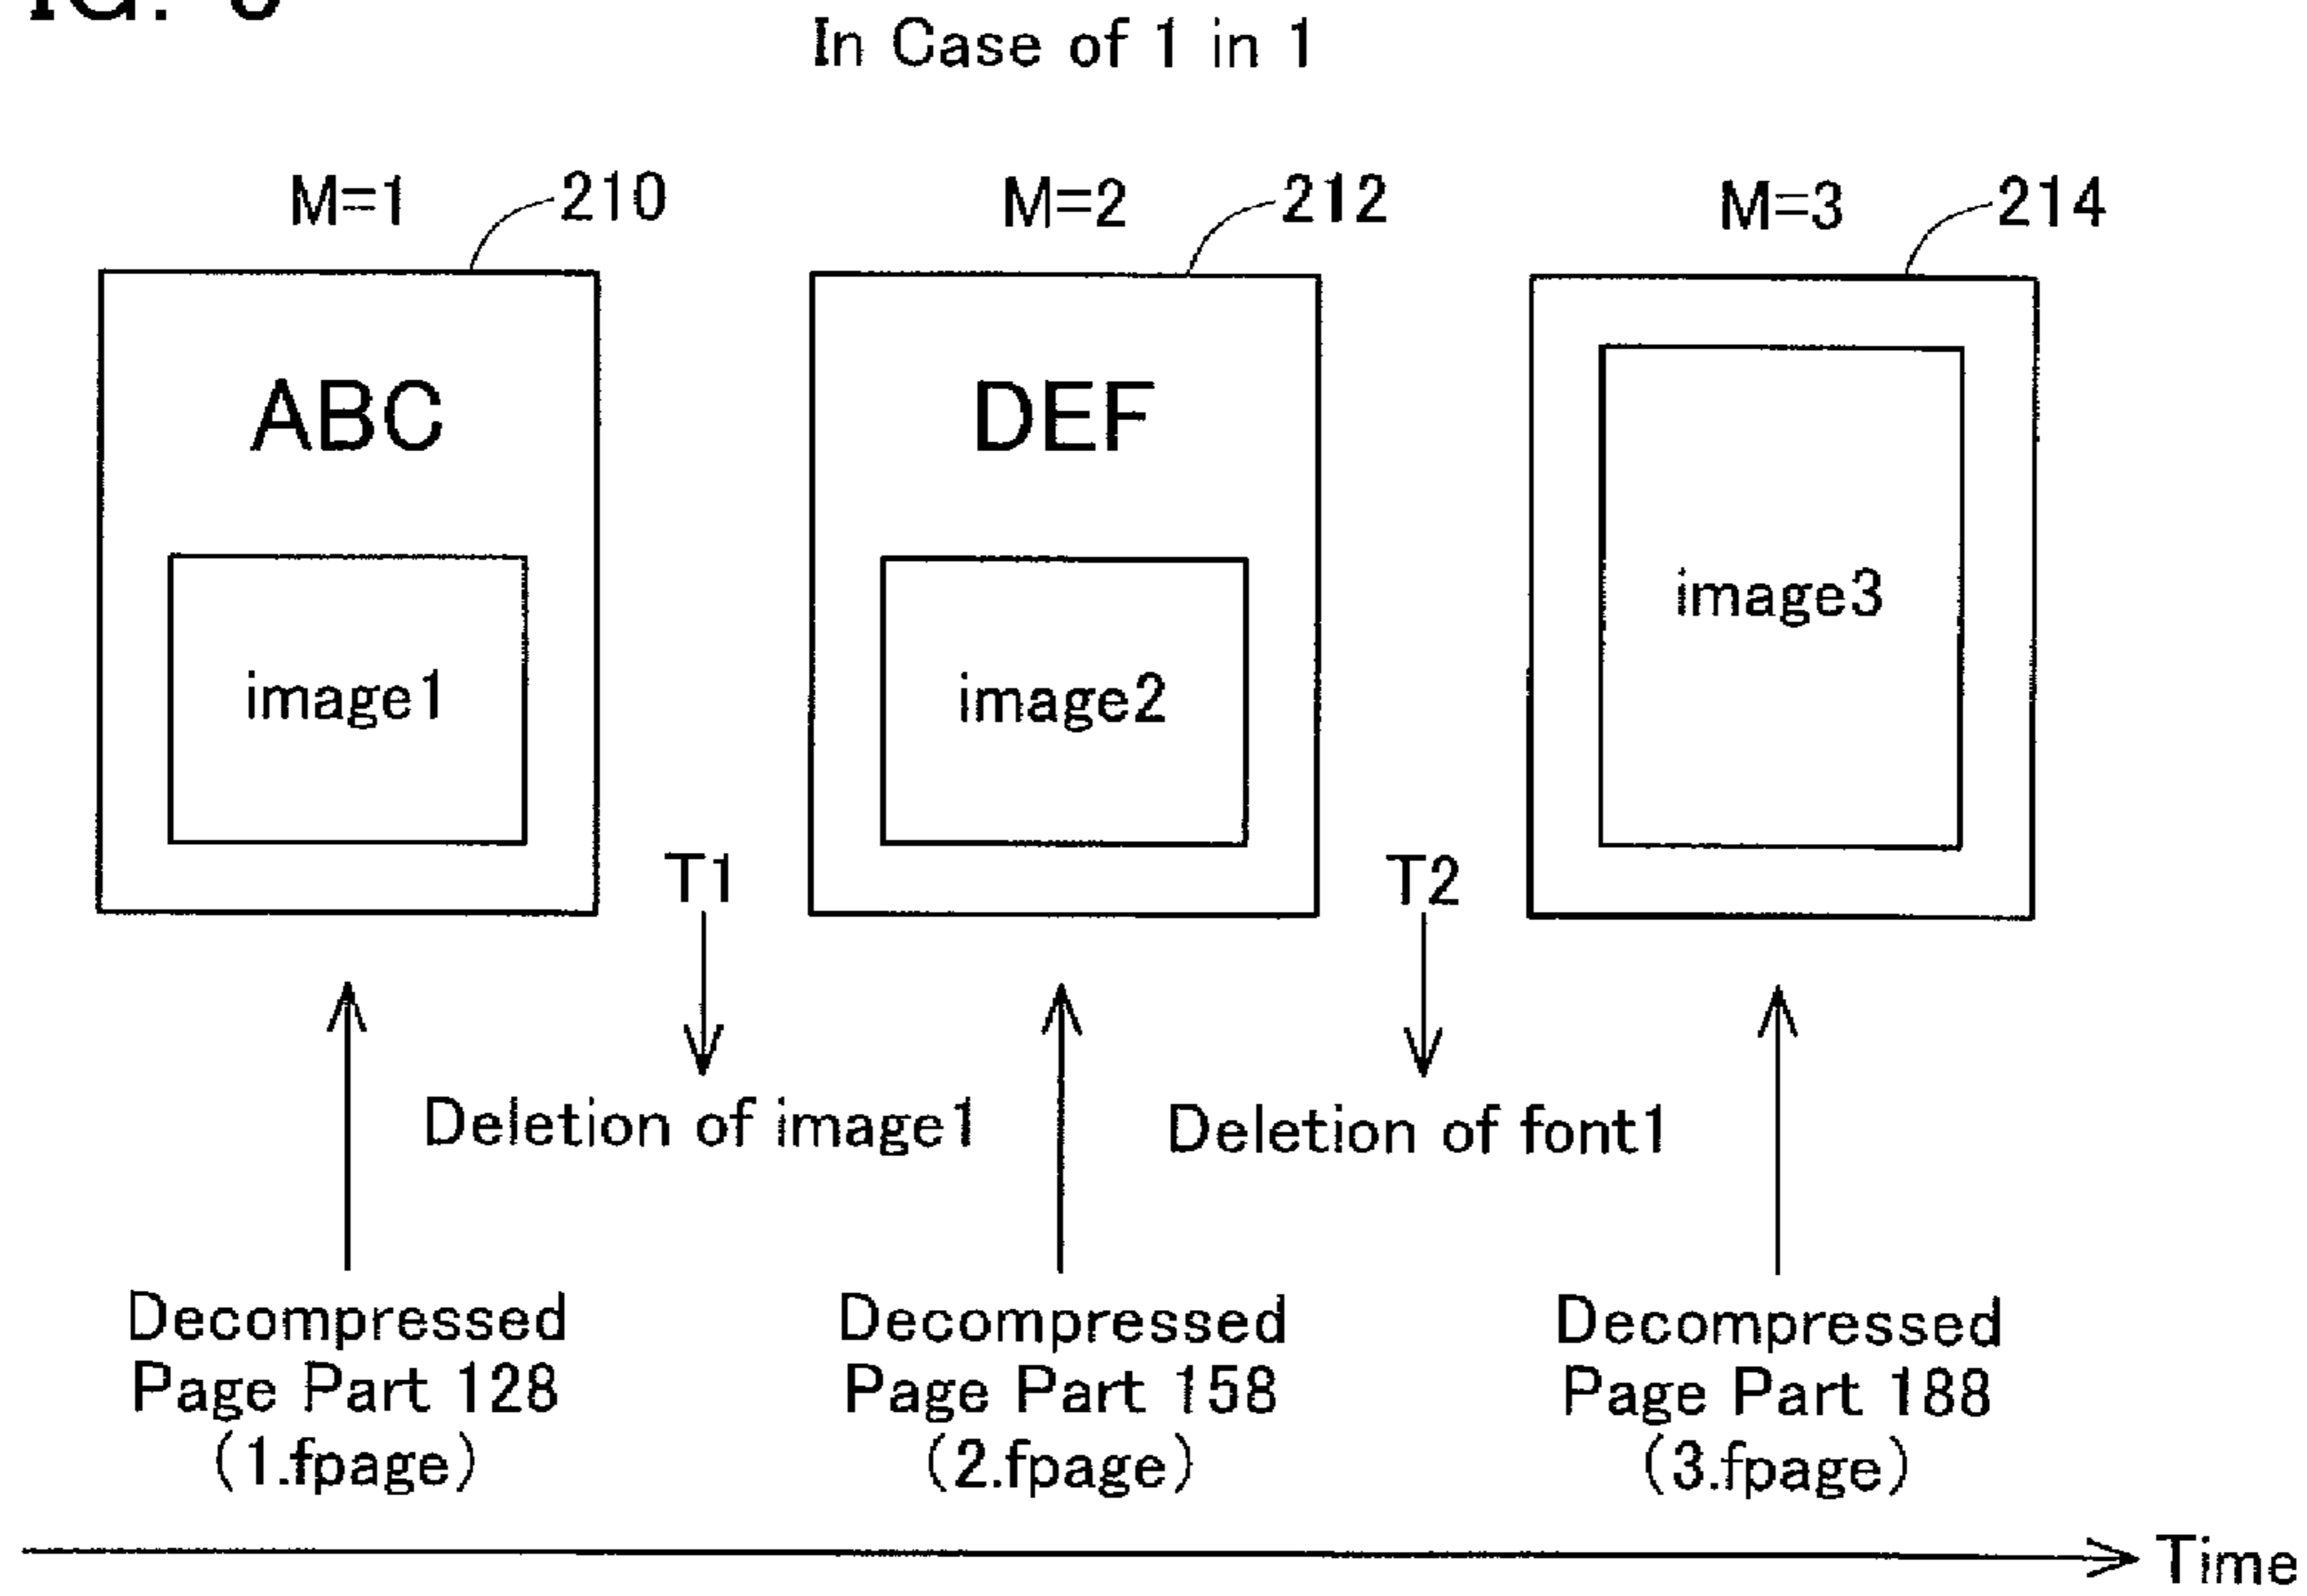 In Case of 1 in 1
M=1
210
M=2
212
M=3
214
ABC
DEF
image1
image2
image3
T1
T2
Deletion of image1
Deletion of font1
Decompressed
Page Part 128
(1.fpage)
Decompressed
Page Part 158
(2.fpage)
Decompressed
Page Part 188
(3.fpage)
Time